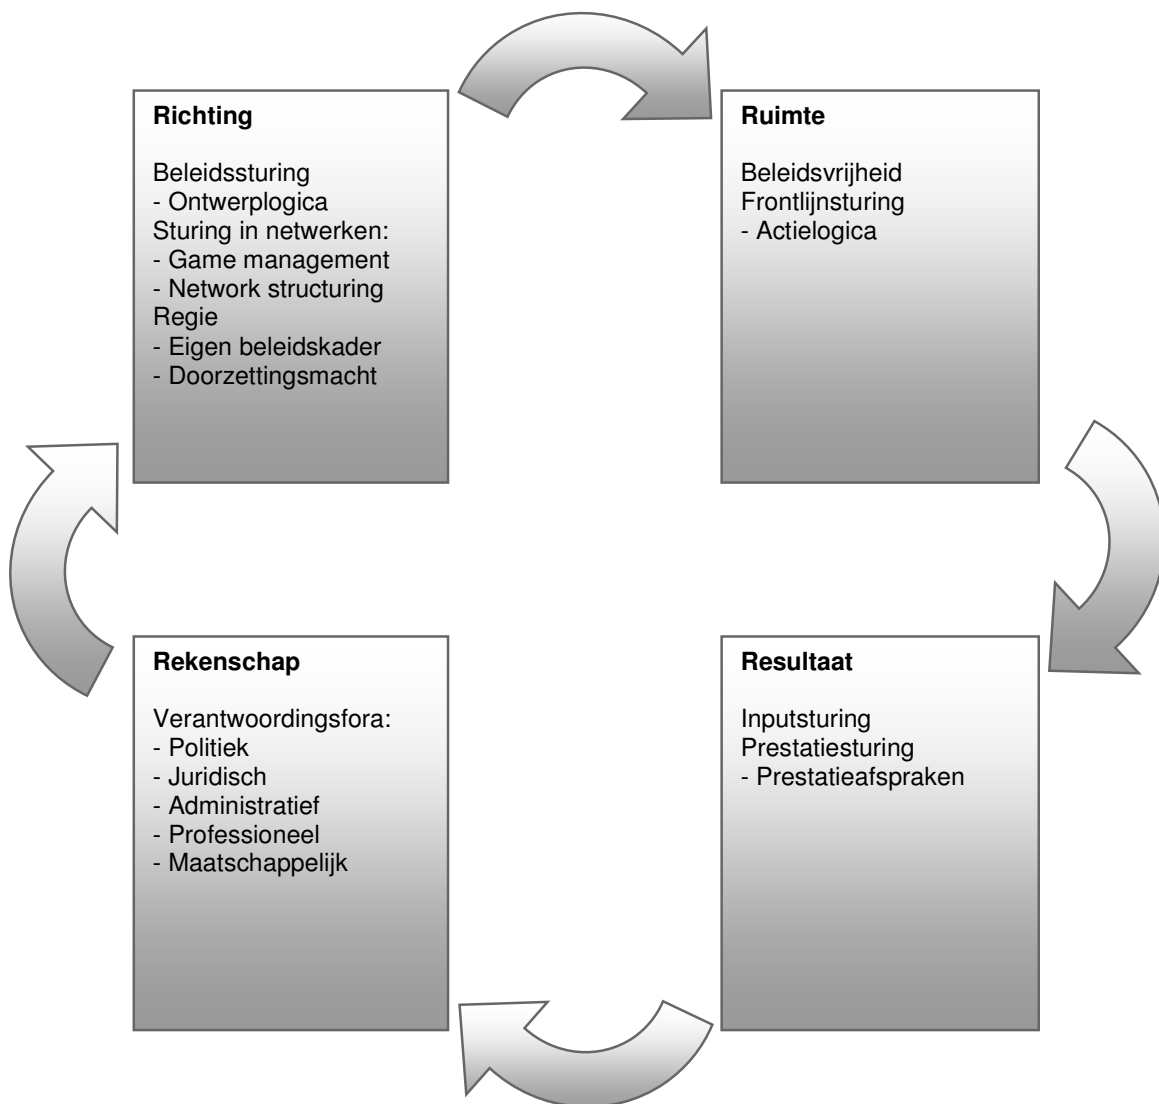 Richting
Beleidssturing
- Ontwerplogica
Sturing in netwerken:
- Game management
- Network structuring
Regie
- Eigen beleidskader
- Doorzettingsmacht
Ruimte
Beleidsvrijheid
Frontlijnsturing
- Actielogica
Rekenschap
Verantwoordingsfora:
- Politiek
- Juridisch
- Administratief
- Professioneel
- Maatschappelijk
Resultaat
Inputsturing
Prestatiesturing
- Prestatieafspraken